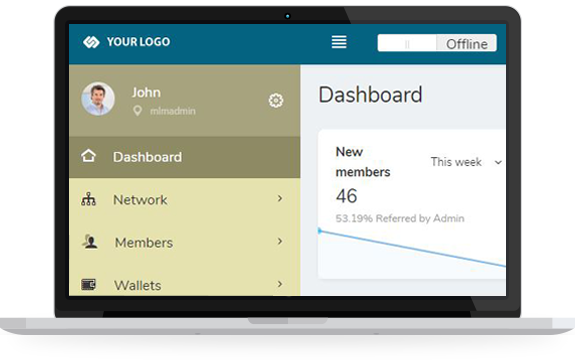 YOUR LOGO
Offline
John
mlmadmin
Dashboard
Network
Members
Wallets
Dashboard
New
members
This week
46
53.19% Referred by Admin